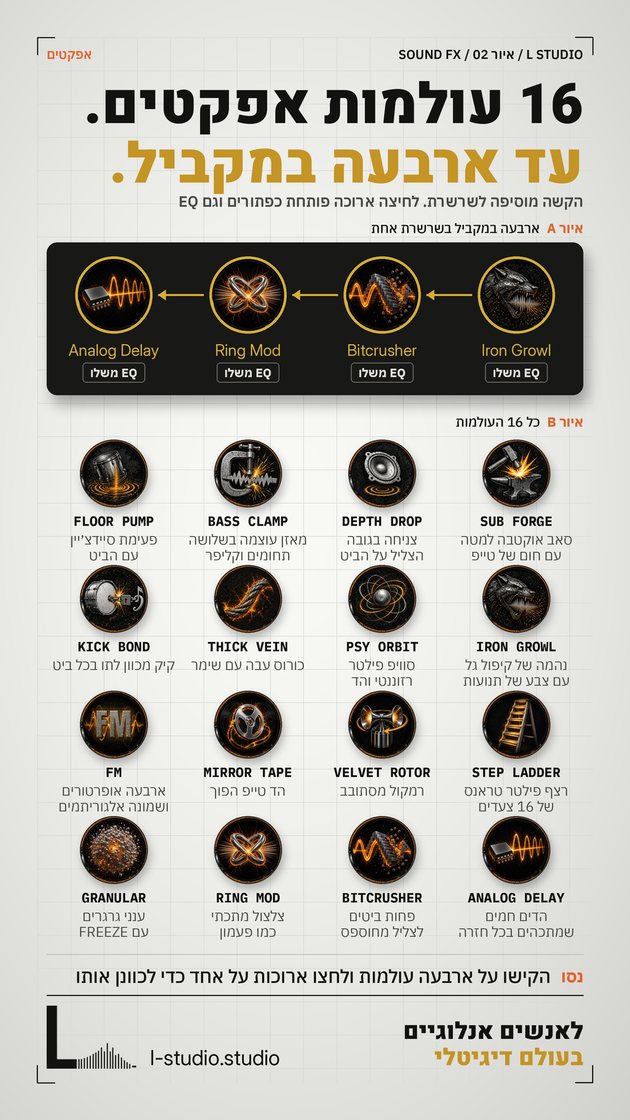 L STUDIO / איור 02 / SOUND FX
אפקטים
16 עולמות אפקטים.
עד ארבעה במקביל.
הקשה מוסיפה לשרשרת. לחיצה ארוכה פותחת כפתורים וגם EQ
איור A ארבעה במקביל בשרשרת אחת
Iron Growl
EQ משלו
Bitcrusher
EQ משלו
Ring Mod
EQ משלו
Analog Delay
EQ משלו
איור B כל 16 העולמות
SUB FORGE
סאב אוקטבה למטה
עם חום של טייפ
DEPTH DROP
צניחה בגובה
הצליל על הביט
BASS CLAMP
מאזן עוצמה בשלושה
תחומים וקליפר
FLOOR PUMP
פעימת סיידצ׳יין
עם הביט
IRON GROWL
נהמה של קיפול גל
עם צבע של תנועות
PSY ORBIT
סוויפ פילטר
רזוננטי והד
THICK VEIN
כורוס עבה עם שימר
KICK BOND
קיק מכוון לתו בכל ביט
STEP LADDER
רצף פילטר טראנס
של 16 צעדים
VELVET ROTOR
רמקול מסתובב
MIRROR TAPE
הד טייפ הפוך
FM
FM
ארבעה אופרטורים
ושמונה אלגוריתמים
ANALOG DELAY
הדים חמים
שמתכהים בכל חזרה
BITCRUSHER
פחות ביטים
לצליל מחוספס
RING MOD
צלצול מתכתי
כמו פעמון
GRANULAR
ענני גרגרים
עם FREEZE
נסו הקישו על ארבעה עולמות ולחצו ארוכות על אחד כדי לכוונן אותו
לאנשים אנלוגיים
בעולם דיגיטלי
L
l-studio.studio